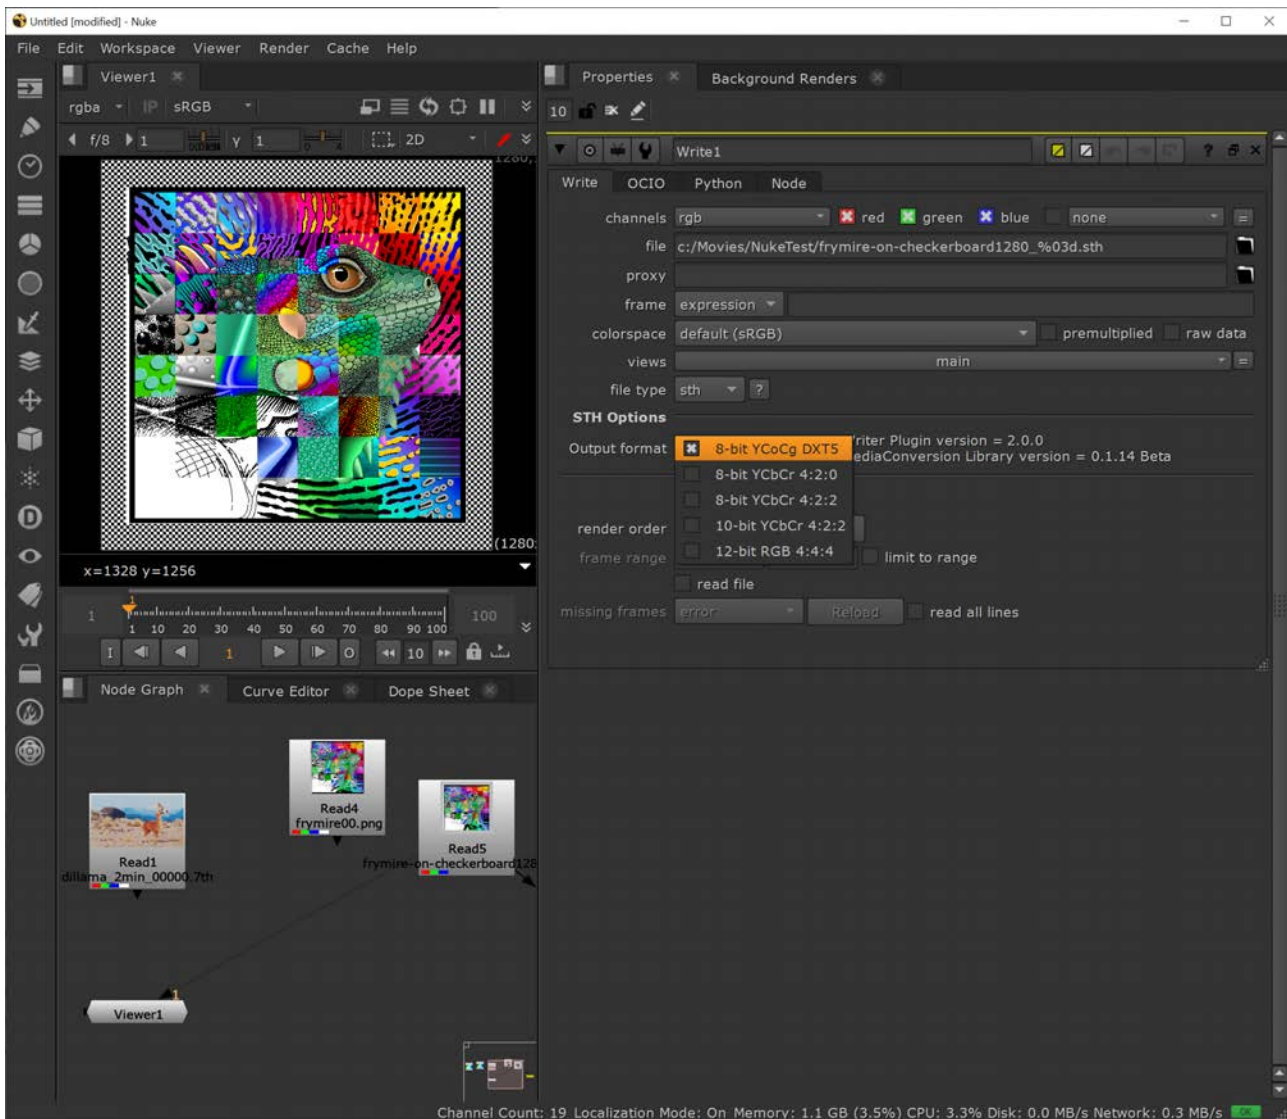 Untitled [modified] - Nuke
File Edit Workspace Viewer Render Cache Help
Viewer1
rgba IP sRGB
f/8 1 y 1 2D
(1280:
x=1328 y=1256
1
1 100
1 10 20 30 40 50 60 70 80 90 100
I 1 O 10
Node Graph Curve Editor Dope Sheet
Read4
frymire00.png
Read5
frymire-on-checkerboard128
Read1
dillama_2min_00000.7th
1
Viewer1
Properties Background Renders
10
Write1 ?
Write OCIO Python Node
channels rgb red green blue none =
file c:/Movies/NukeTest/frymire-on-checkerboard1280_%03d.sth
proxy
frame expression
colorspace default (sRGB) premultiplied raw data
views main =
file type sth ?
STH Options
Output format 8-bit YCoCg DXT5 riter Plugin version = 2.0.0
ediaConversion Library version = 0.1.14 Beta
8-bit YCbCr 4:2:0
8-bit YCbCr 4:2:2
render order 10-bit YCbCr 4:2:2
12-bit RGB 4:4:4
frame range limit to range
read file
missing frames error Reload read all lines
Channel Count: 19 Localization Mode: On Memory: 1.1 GB (3.5%) CPU: 3.3% Disk: 0.0 MB/s Network: 0.3 MB/s